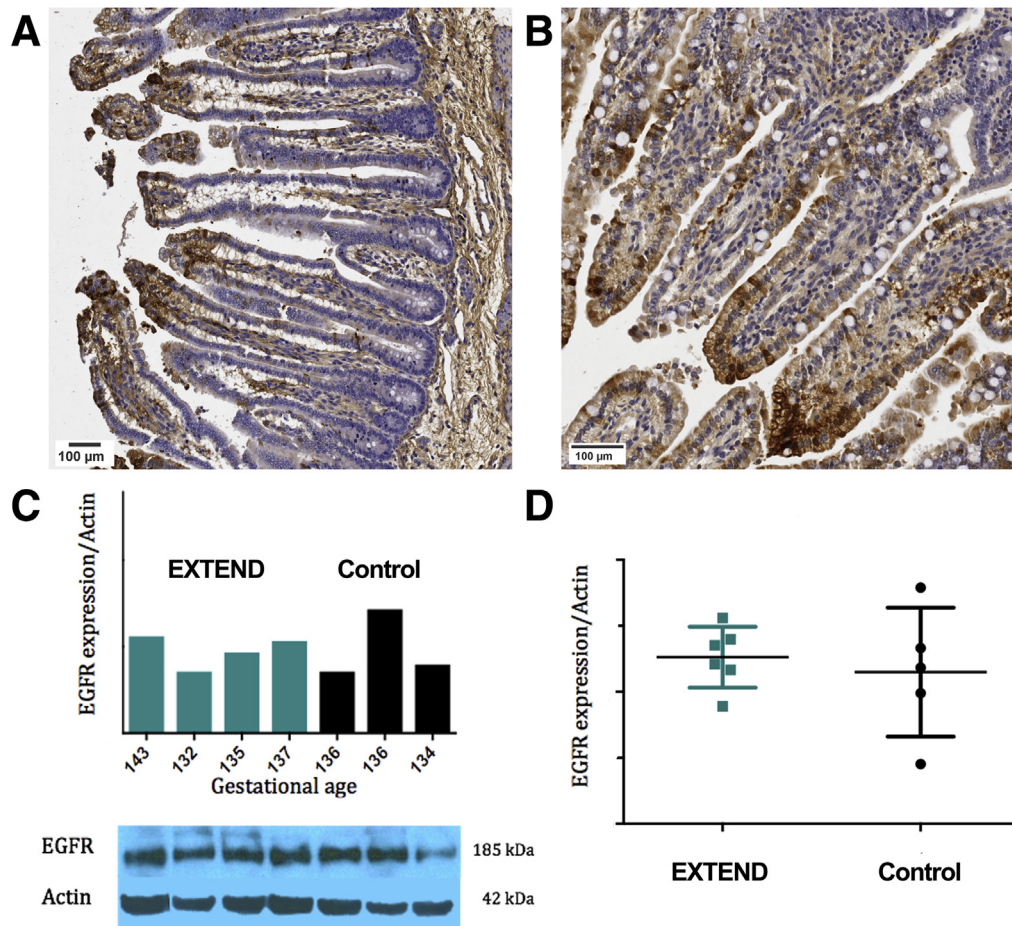 A
B
100 µm
100 µm
C
D
EGFR expression/Actin
EXTEND
Control
143
132
135
137
136
136
134
Gestational age
EGFR
185 kDa
Actin
42 kDa
EGFR expression/Actin
EXTEND
Control